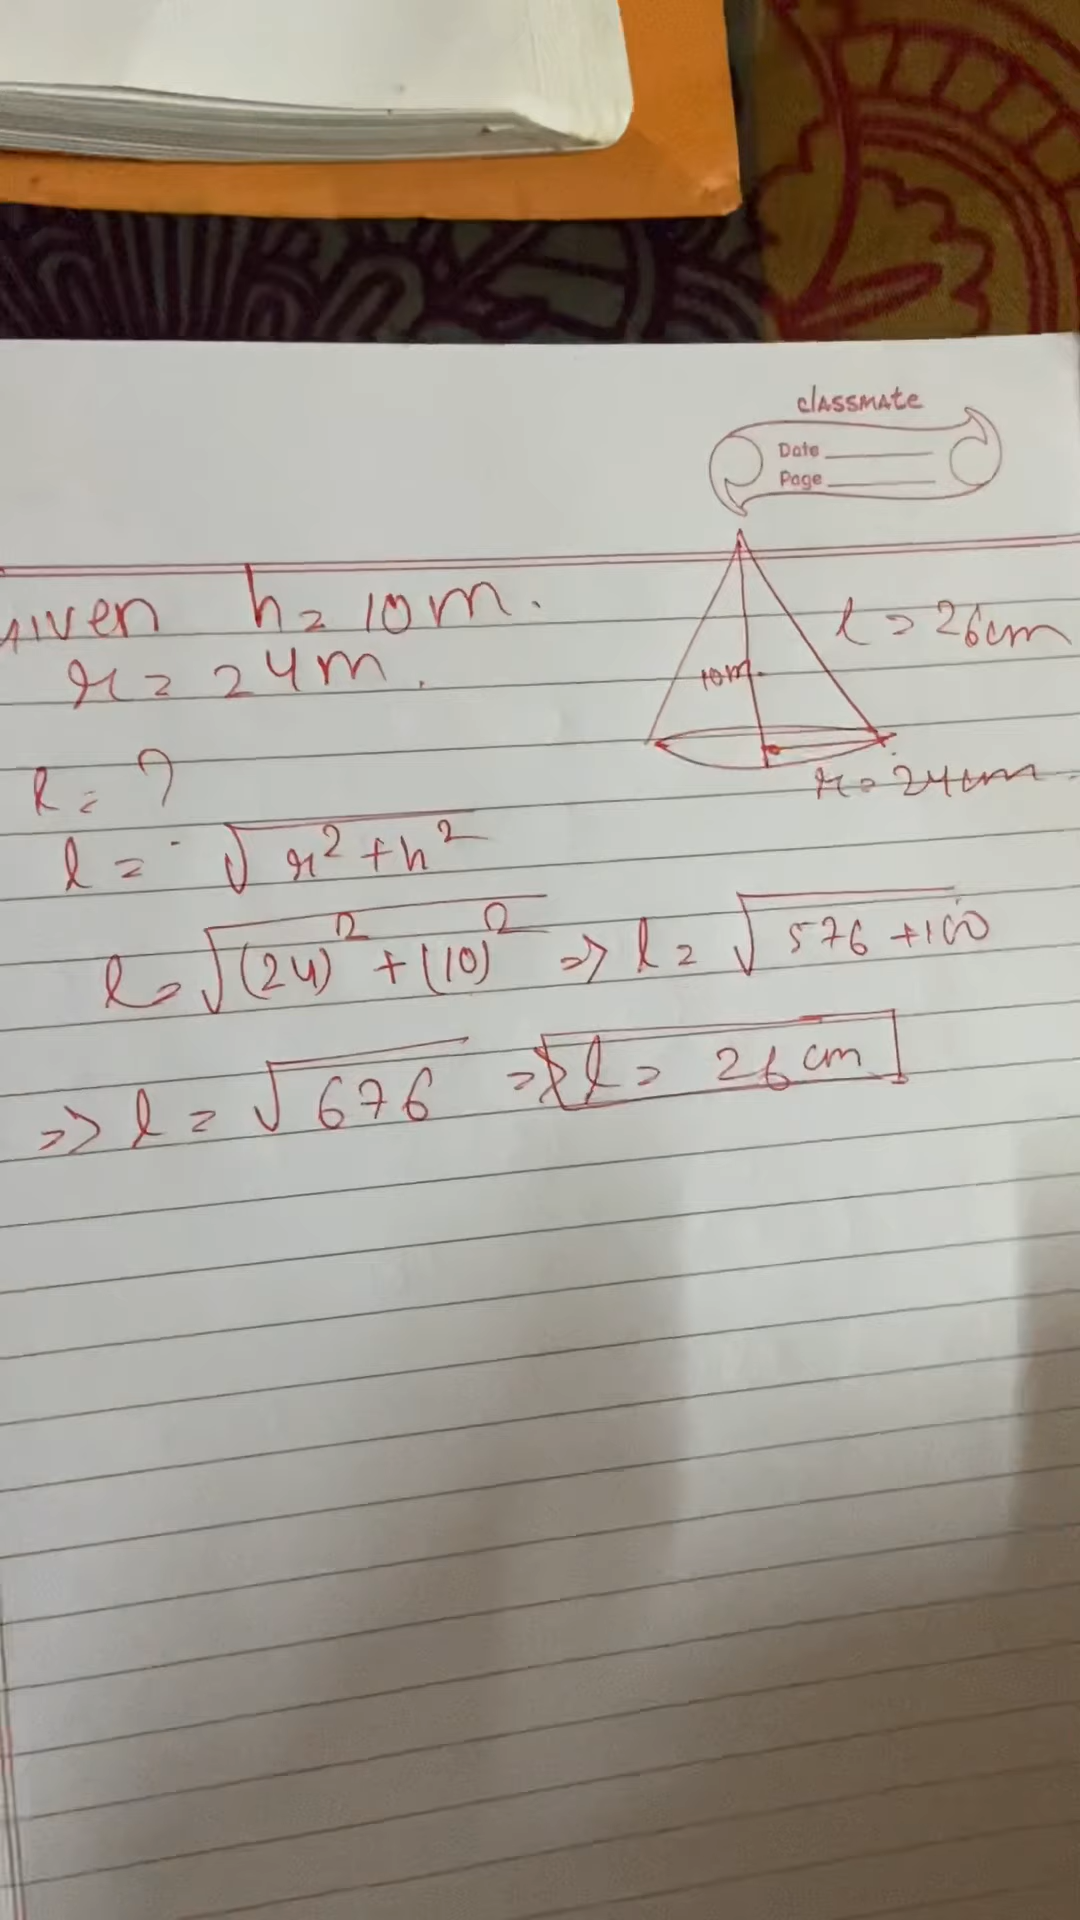 classmate
Date
Page
Given h = 10m.
r = 24m.
l = 26cm
10m.
r = 24cm
l = ?
l = √r²+h²
l = √(24)² + (10)² => l = √576 +100
=> l = √676 => l = 26 cm